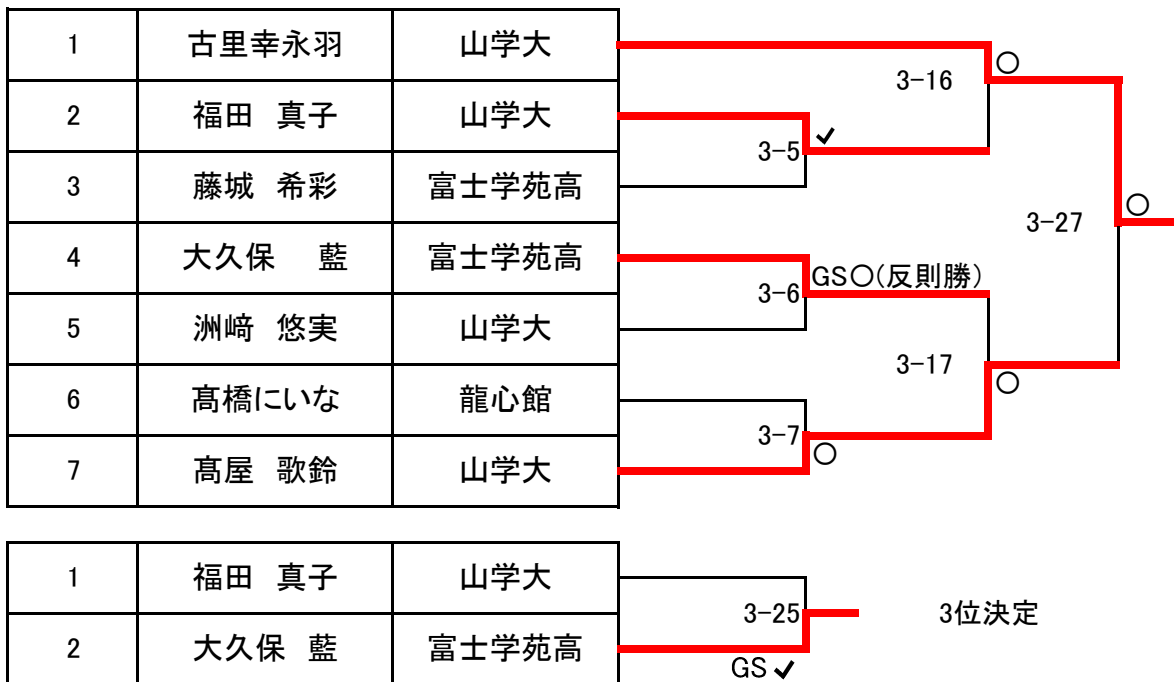 1 古里幸永羽 山学大
3-16 ○
2 福田 真子 山学大
3-5 ✓
3 藤城 希彩 富士学苑高
3-27 ○
4 大久保 藍 富士学苑高
3-6 GS○(反則勝)
5 洲﨑 悠実 山学大
3-17 ○
6 髙橋にいな 龍心館
3-7 ○
7 髙屋 歌鈴 山学大
1 福田 真子 山学大
3-25 3位決定
2 大久保 藍 富士学苑高
GS ✓